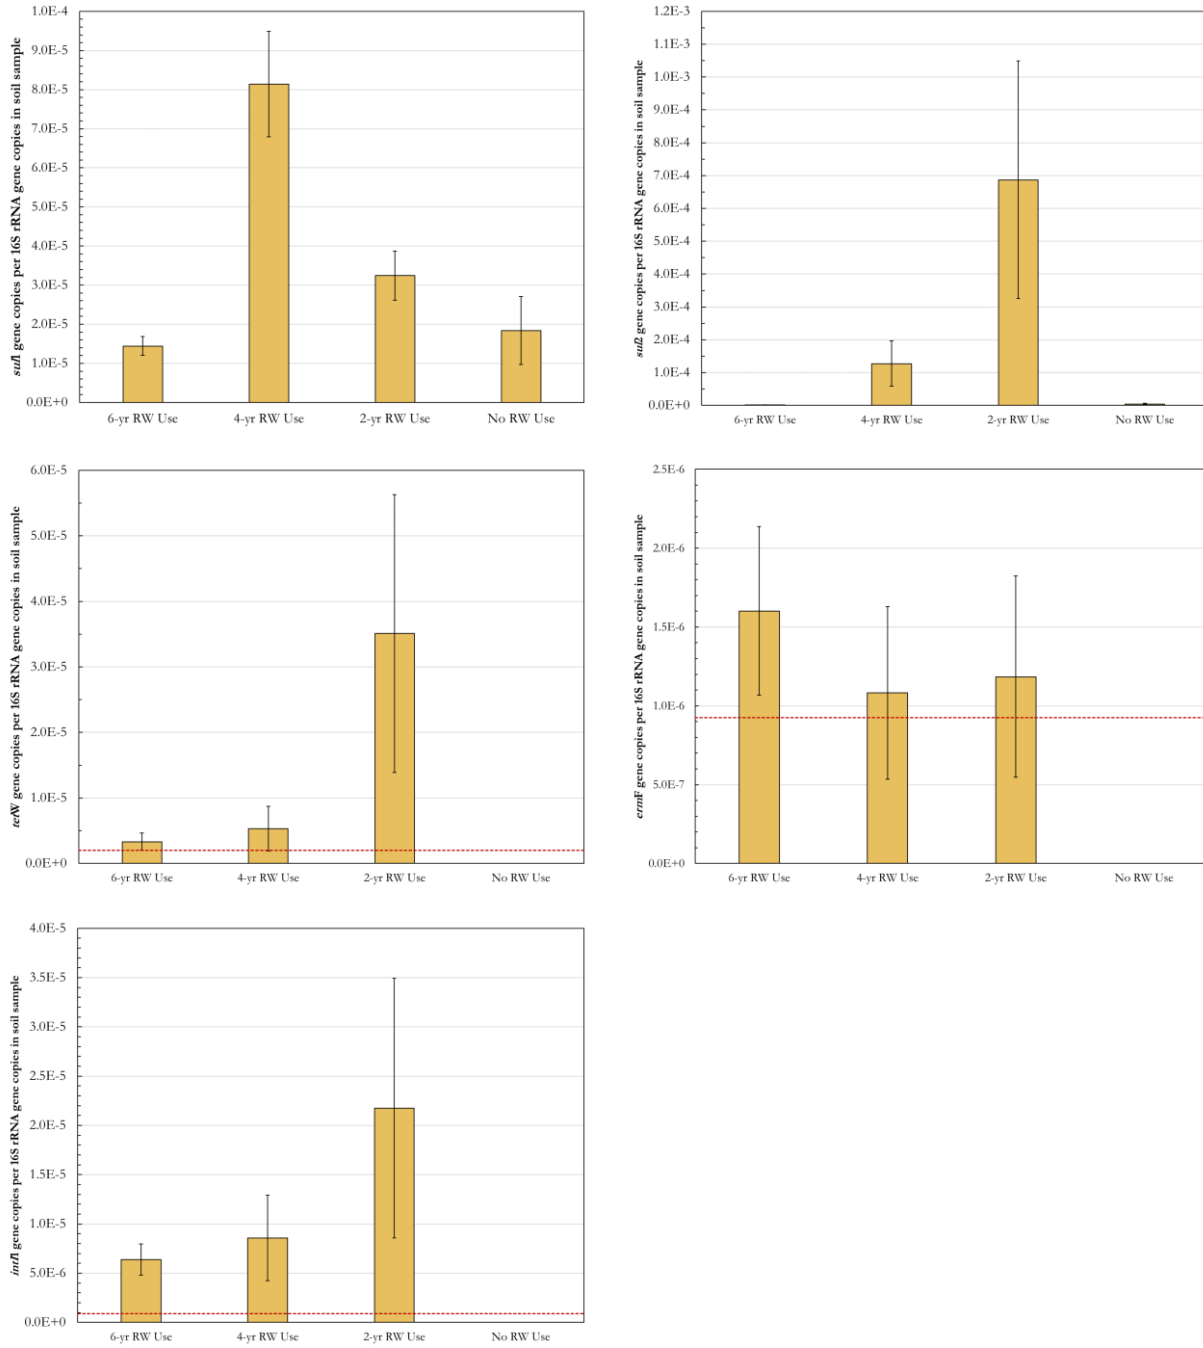 sul1 gene copies per 16S rRNA gene copies in soil sample
1.0E-4
9.0E-5
8.0E-5
7.0E-5
6.0E-5
5.0E-5
4.0E-5
3.0E-5
2.0E-5
1.0E-5
0.0E+0
6-yr RW Use 4-yr RW Use 2-yr RW Use No RW Use
sul2 gene copies per 16S rRNA gene copies in soil sample
1.2E-3
1.1E-3
1.0E-3
9.0E-4
8.0E-4
7.0E-4
6.0E-4
5.0E-4
4.0E-4
3.0E-4
2.0E-4
1.0E-4
0.0E+0
6-yr RW Use 4-yr RW Use 2-yr RW Use No RW Use
tetW gene copies per 16S rRNA gene copies in soil sample
6.0E-5
5.0E-5
4.0E-5
3.0E-5
2.0E-5
1.0E-5
0.0E+0
6-yr RW Use 4-yr RW Use 2-yr RW Use No RW Use
ermF gene copies per 16S rRNA gene copies in soil sample
2.5E-6
2.0E-6
1.5E-6
1.0E-6
5.0E-7
0.0E+0
6-yr RW Use 4-yr RW Use 2-yr RW Use No RW Use
intI1 gene copies per 16S rRNA gene copies in soil sample
4.0E-5
3.5E-5
3.0E-5
2.5E-5
2.0E-5
1.5E-5
1.0E-5
5.0E-6
0.0E+0
6-yr RW Use 4-yr RW Use 2-yr RW Use No RW Use